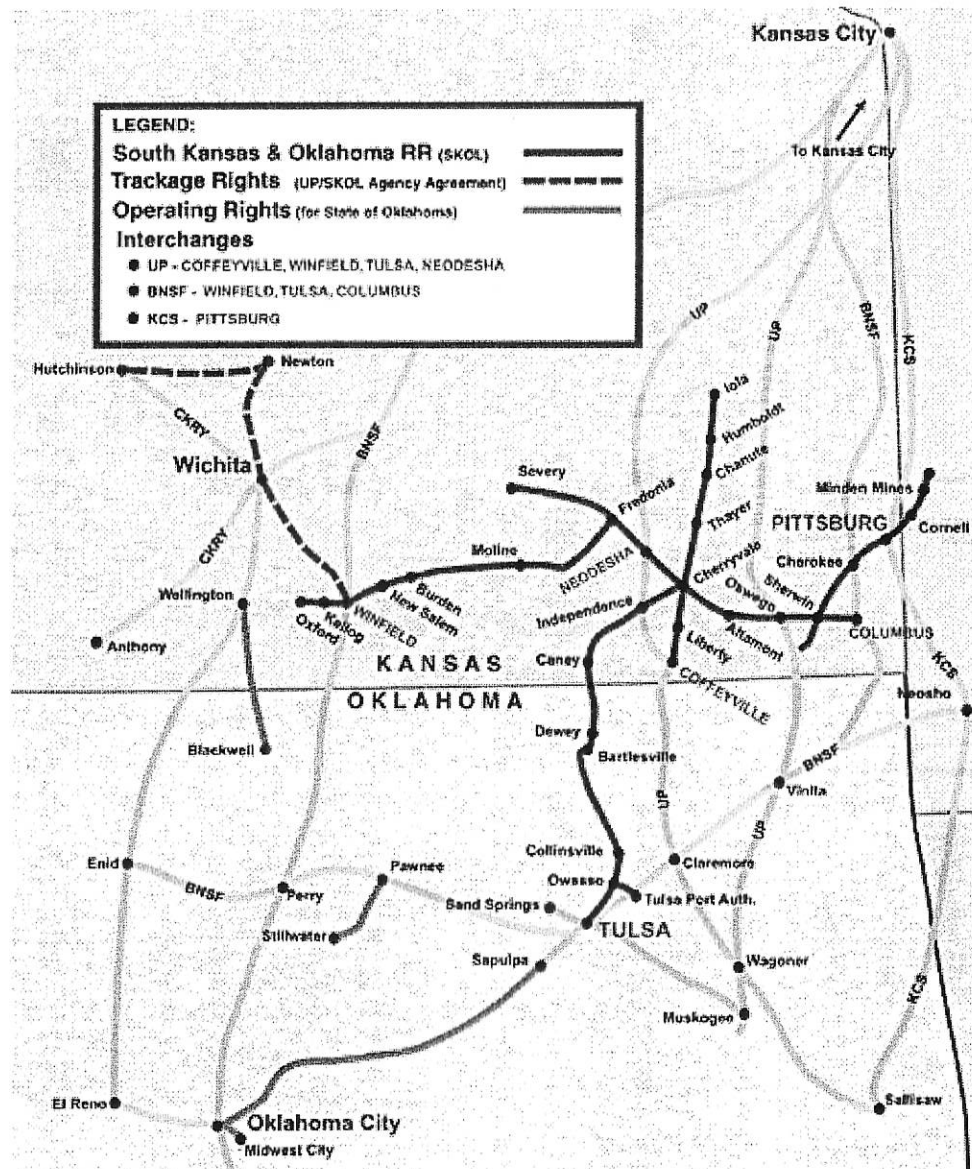 Kansas City
LEGEND:
South Kansas & Oklahoma RR (SKOL)
Trackage Rights (UP/SKOL Agency Agreement)
Operating Rights (for State of Oklahoma)
Interchanges
● UP - COFFEYVILLE, WINFIELD, TULSA, NEODESHA
● BNSF - WINFIELD, TULSA, COLUMBUS
● KCS - PITTSBURG
To Kansas City
UP
UP
BNSF
KCS
Hutchinson
Newton
CKRY
BNSF
Wichita
CKRY
Iola
Humboldt
Chanute
Severy
Fredonia
Thayer
Minden Mines
PITTSBURG
Cornell
Moline
NEODESHA
Cherryvale
Cherokee
Sherwin
Oswego
Altamont
COLUMBUS
Wellington
Burden
New Salem
WINFIELD
Kellog
Oxford
Independence
Liberty
Anthony
KANSAS
Caney
COFFEYVILLE
KCS
OKLAHOMA
Neosho
Dewey
Blackwell
Bartlesville
BNSF
Vinita
UP
UP
Collinsville
Claremore
Enid
BNSF
Perry
Pawnee
Owasso
Tulsa Port Auth.
Sand Springs
Stillwater
TULSA
Sapulpa
Wagoner
KCS
Muskogee
El Reno
Oklahoma City
Midwest City
Sallisaw